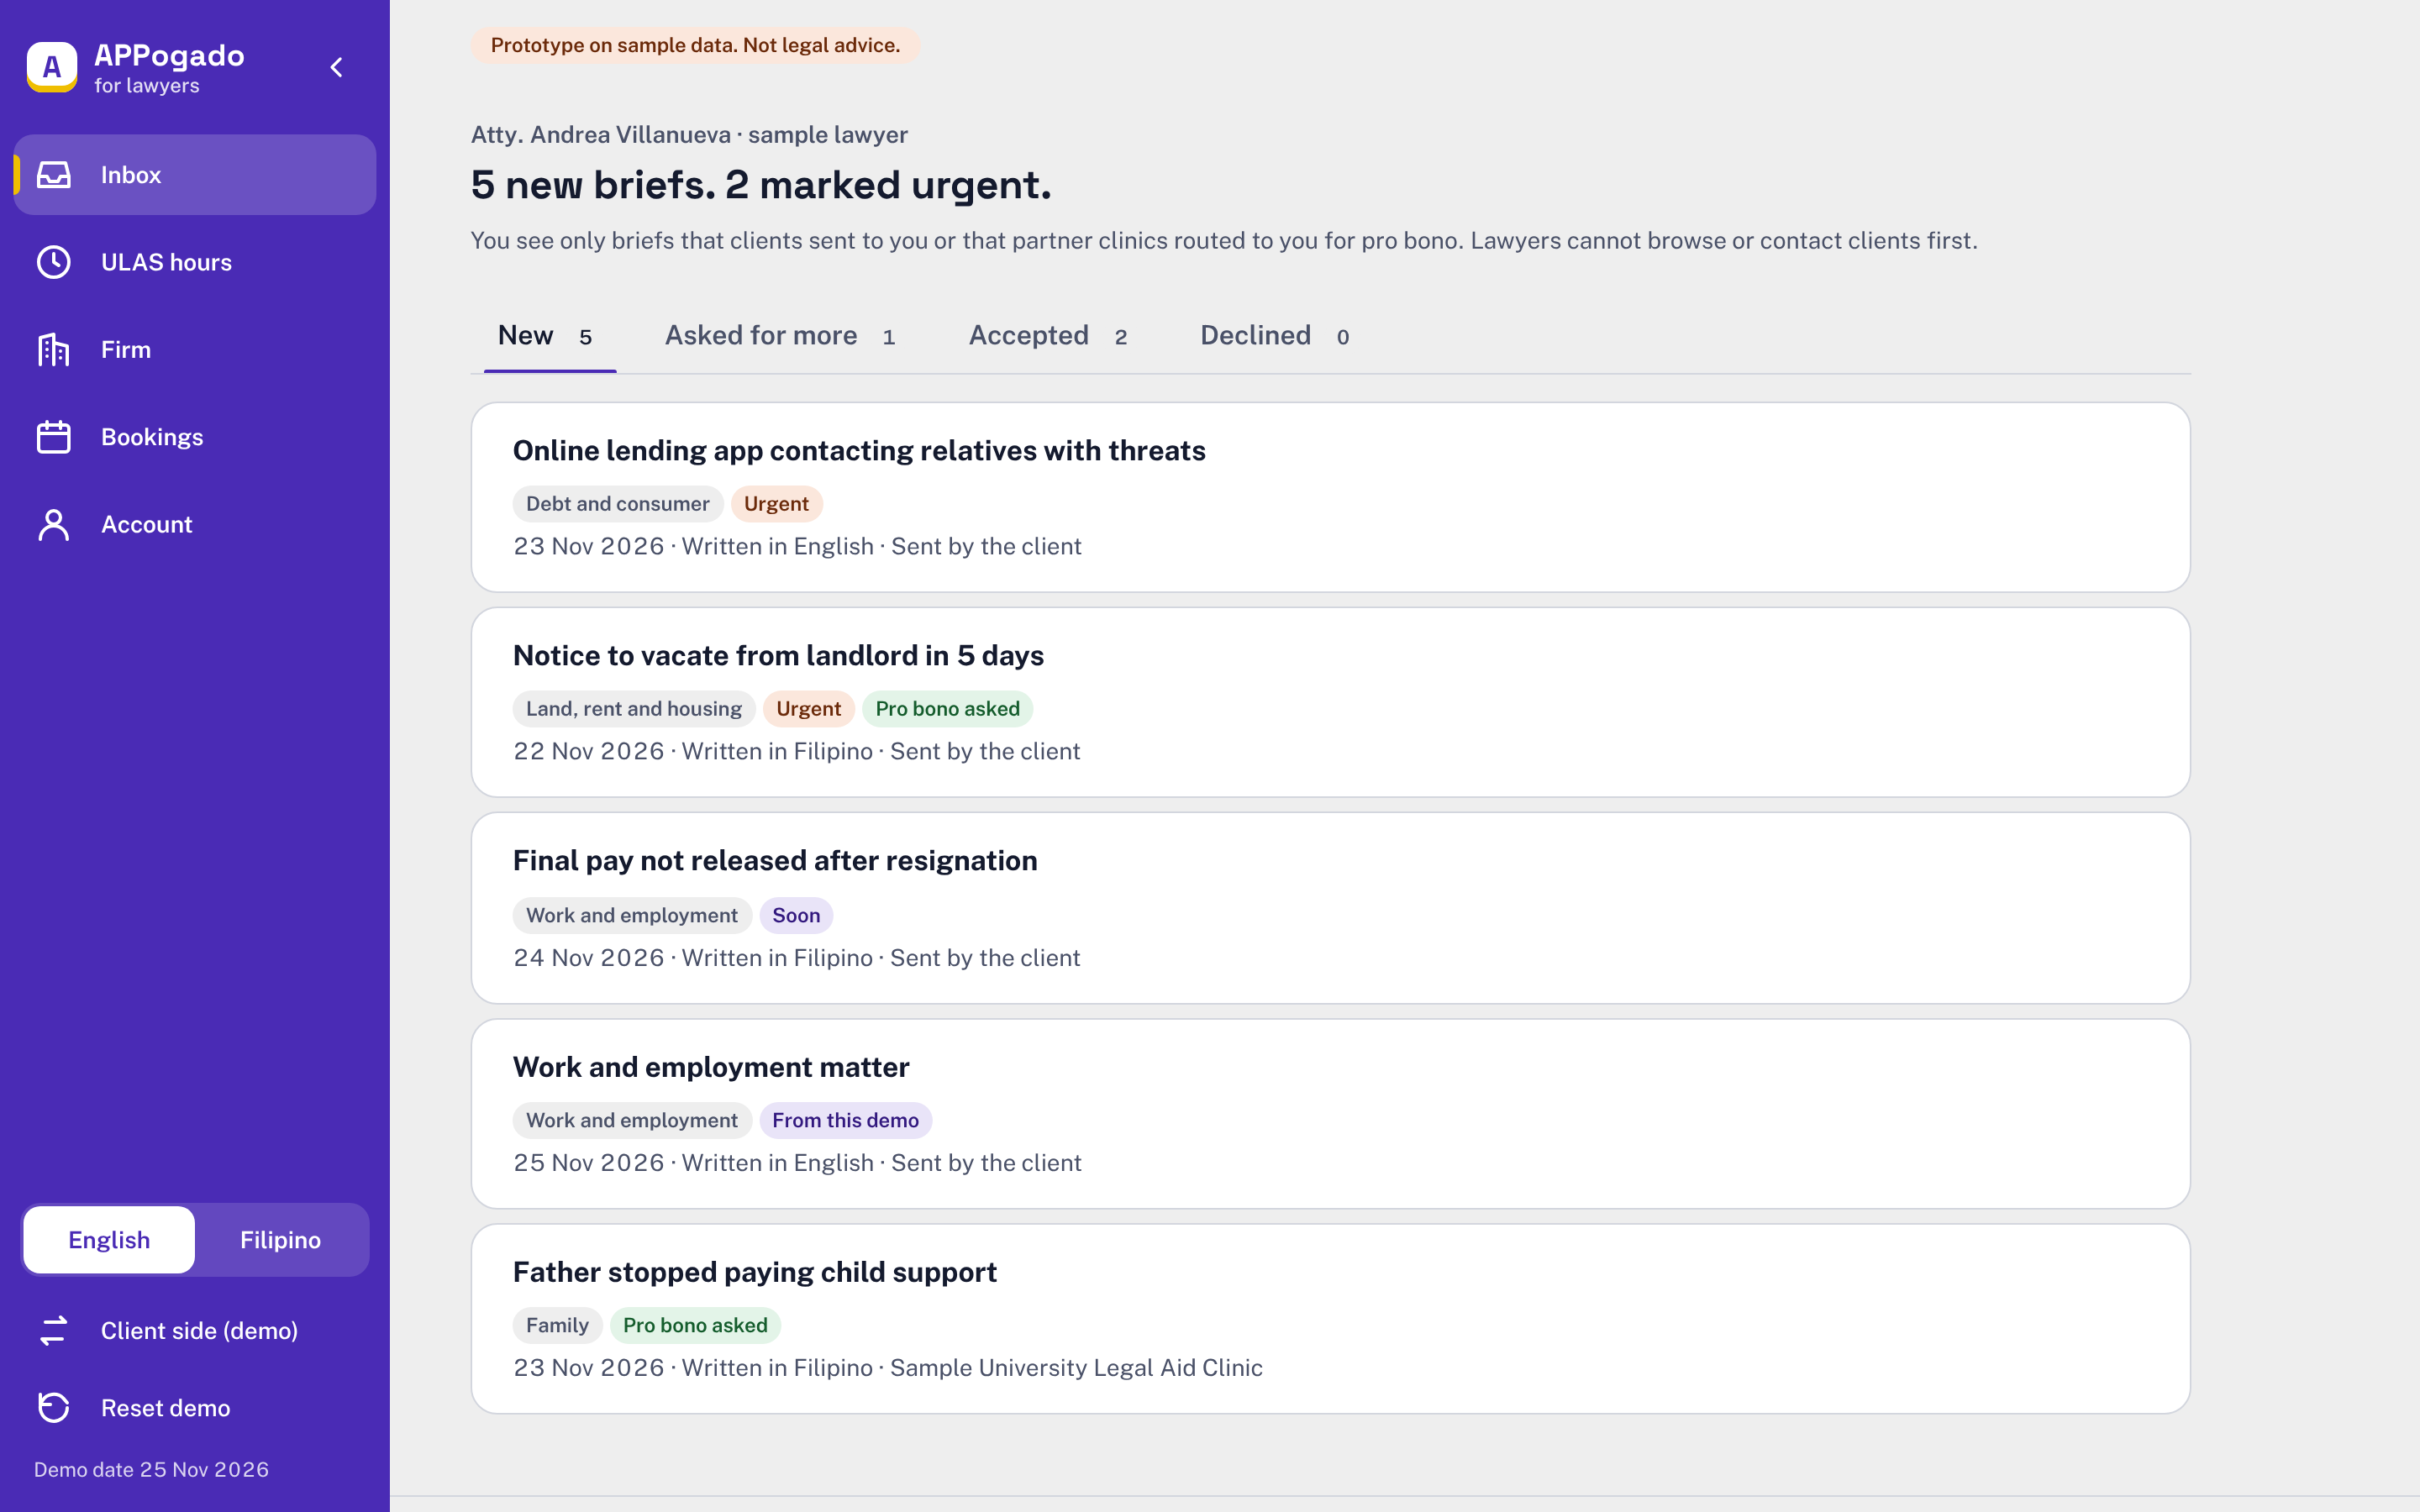 A
APPogado
for lawyers
Inbox
ULAS hours
Firm
Bookings
Account
English Filipino
Client side (demo)
Reset demo
Demo date 25 Nov 2026
Prototype on sample data. Not legal advice.
Atty. Andrea Villanueva · sample lawyer
5 new briefs. 2 marked urgent.
You see only briefs that clients sent to you or that partner clinics routed to you for pro bono. Lawyers cannot browse or contact clients first.
New 5 Asked for more 1 Accepted 2 Declined 0
Online lending app contacting relatives with threats
Debt and consumer Urgent
23 Nov 2026 · Written in English · Sent by the client
Notice to vacate from landlord in 5 days
Land, rent and housing Urgent Pro bono asked
22 Nov 2026 · Written in Filipino · Sent by the client
Final pay not released after resignation
Work and employment Soon
24 Nov 2026 · Written in Filipino · Sent by the client
Work and employment matter
Work and employment From this demo
25 Nov 2026 · Written in English · Sent by the client
Father stopped paying child support
Family Pro bono asked
23 Nov 2026 · Written in Filipino · Sample University Legal Aid Clinic